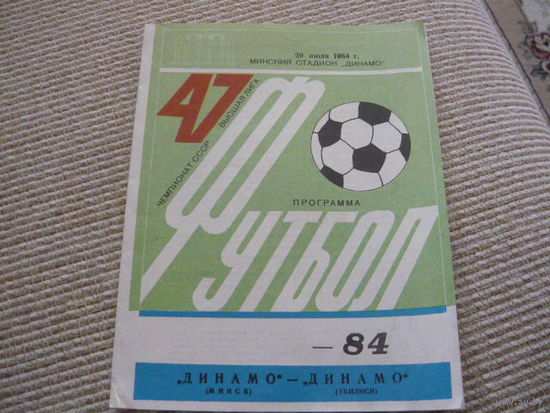 20 июля 1984 г.
МИНСКИЙ СТАДИОН „ДИНАМО"
47
ЧЕМПИОНАТ СССР
ВЫСШАЯ ЛИГА
ПРОГРАММА
ФУТБОЛ
—84
„ДИНАМО" — „ДИНАМО"
(МИНСК) (ТБИЛИСИ)